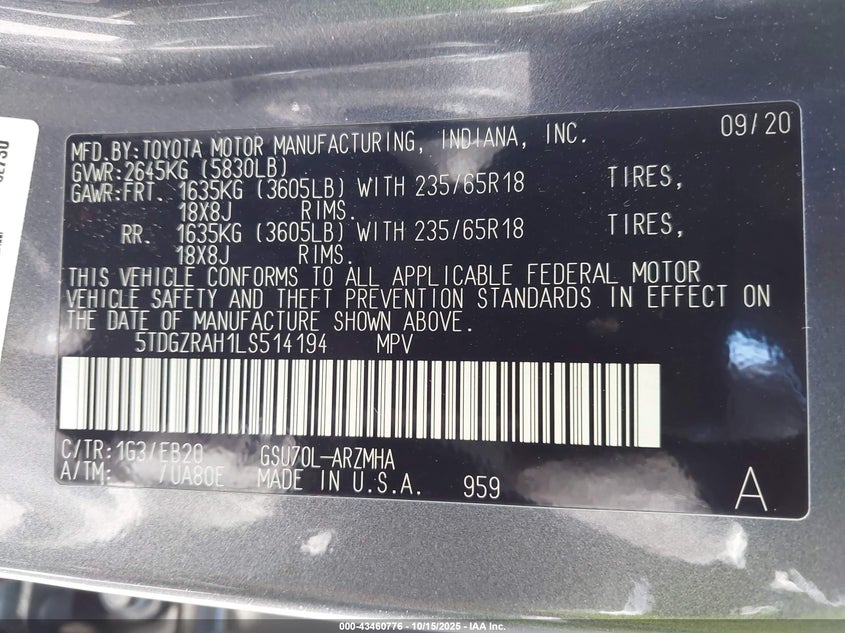 MFD.BY:TOYOTA MOTOR MANUFACTURING, INDIANA, INC. 09/20
GVWR:2645KG (5830LB)
GAWR:FRT. 1635KG (3605LB) WITH 235/65R18 TIRES,
18X8J RIMS.
RR. 1635KG (3605LB) WITH 235/65R18 TIRES,
18X8J RIMS.
THIS VEHICLE CONFORMS TO ALL APPLICABLE FEDERAL MOTOR
VEHICLE SAFETY AND THEFT PREVENTION STANDARDS IN EFFECT ON
THE DATE OF MANUFACTURE SHOWN ABOVE.
5TDGZRAH1LS514194 MPV
C/TR:1G3/EB20 GSU70L-ARZMHA
A/TM: /UA80E MADE IN U.S.A. 959 A
000-43460776 - 10/15/2025 - IAA Inc.